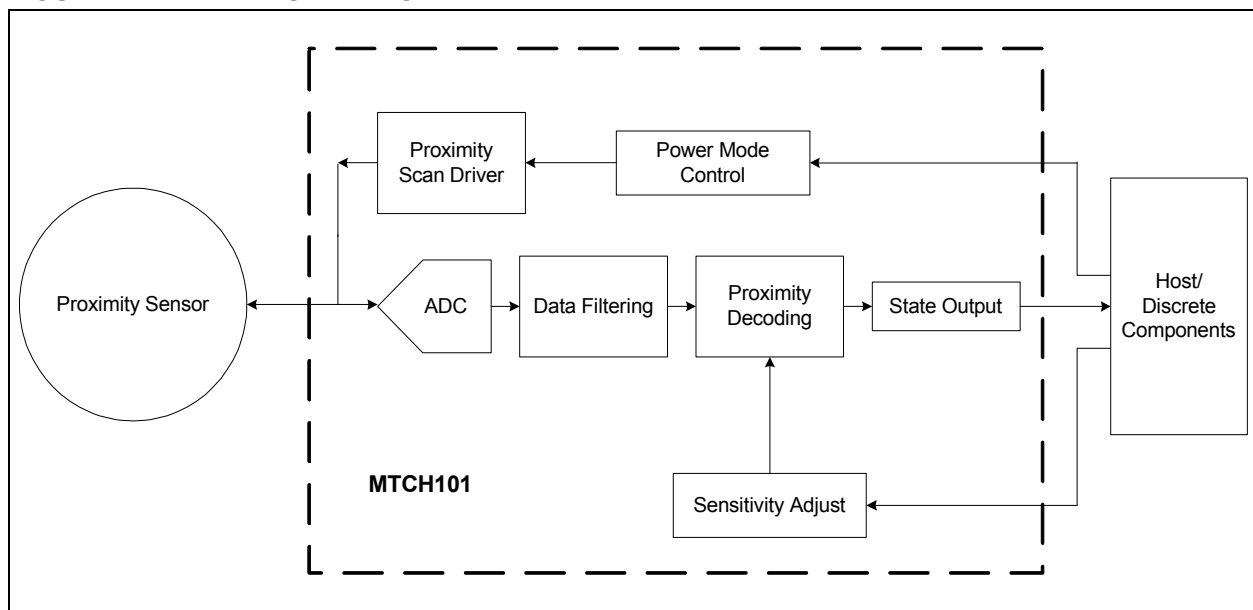 Proximity
Scan Driver
Power Mode
Control
Proximity Sensor
ADC
Data Filtering
Proximity
Decoding
State Output
Host/
Discrete
Components
MTCH101
Sensitivity Adjust